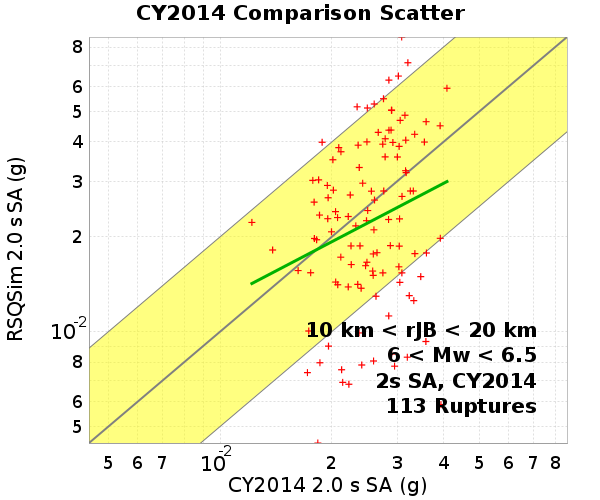 CY2014 Comparison Scatter
RSQSim 2.0 s SA (g)
8
6
5
4
3
2
10⁻²
8
6
5
10 km < rJB < 20 km
6 < Mw < 6.5
2s SA, CY2014
113 Ruptures
5 6 7 10⁻² 2 3 4 5 6 7 8
CY2014 2.0 s SA (g)